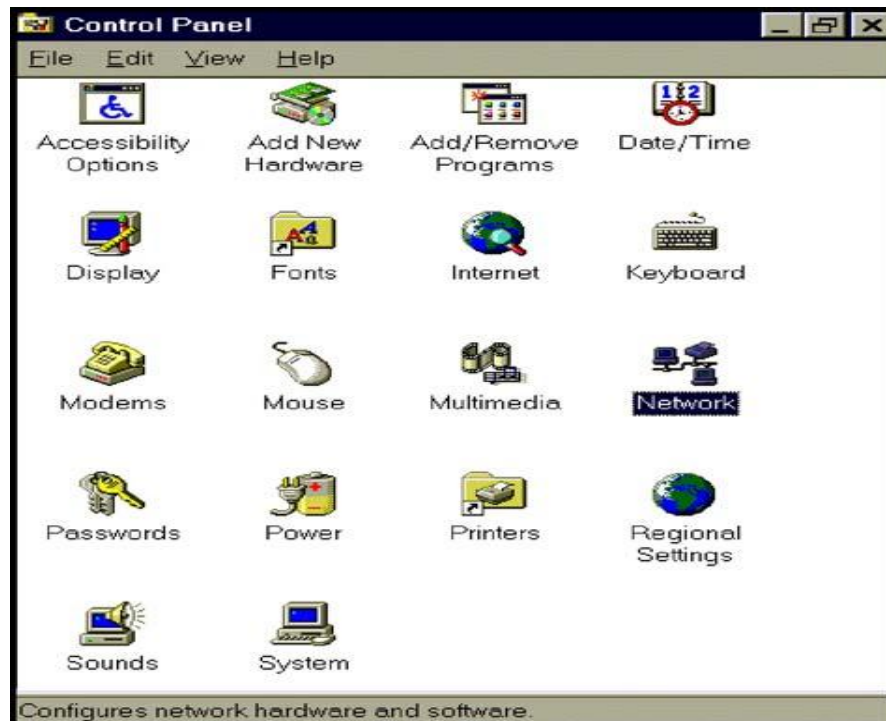 Control Panel
File Edit View Help
Accessibility Options
Add New Hardware
Add/Remove Programs
Date/Time
Display
Fonts
Internet
Keyboard
Modems
Mouse
Multimedia
Network
Passwords
Power
Printers
Regional Settings
Sounds
System
Configures network hardware and software.